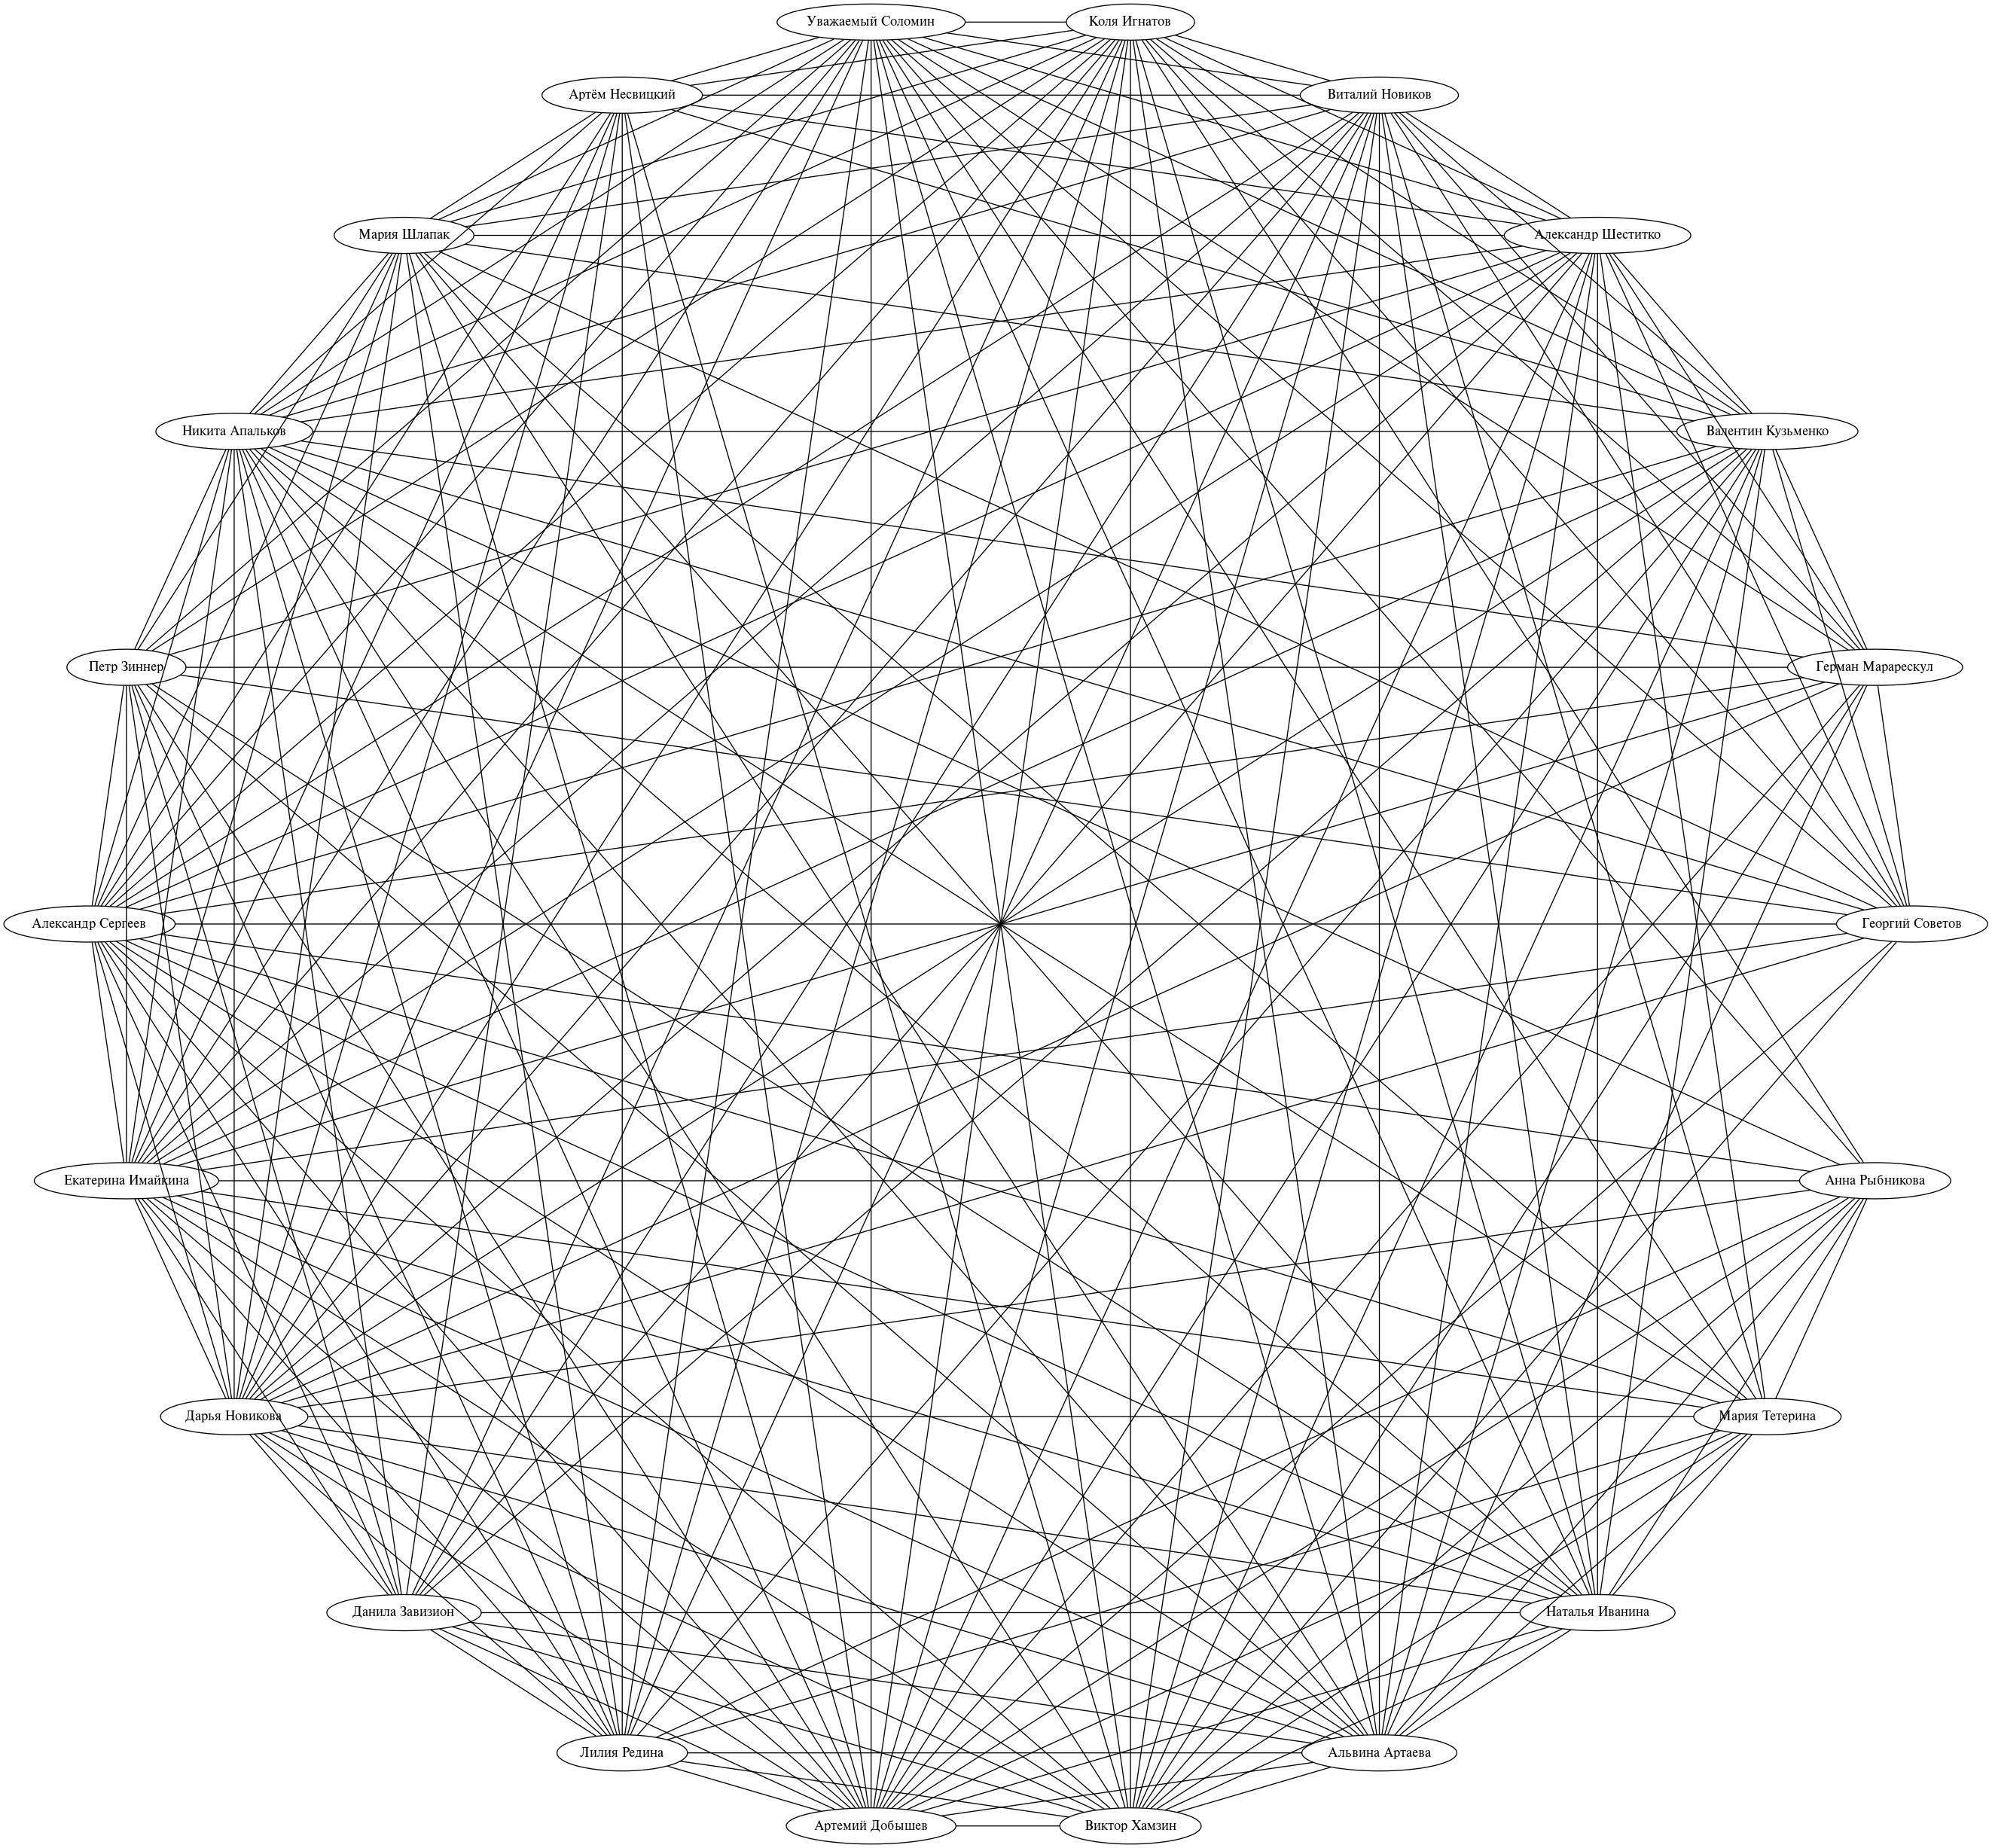 Уважаемый Соломин
Коля Игнатов
Артём Несвицкий
Виталий Новиков
Мария Шлапак
Александр Шеститко
Никита Апальков
Валентин Кузьменко
Петр Зиннер
Герман Марарескул
Александр Сергеев
Георгий Советов
Екатерина Имайкина
Анна Рыбникова
Дарья Новикова
Мария Тетерина
Данила Завизион
Наталья Иванина
Лилия Редина
Альвина Артаева
Артемий Добышев
Виктор Хамзин